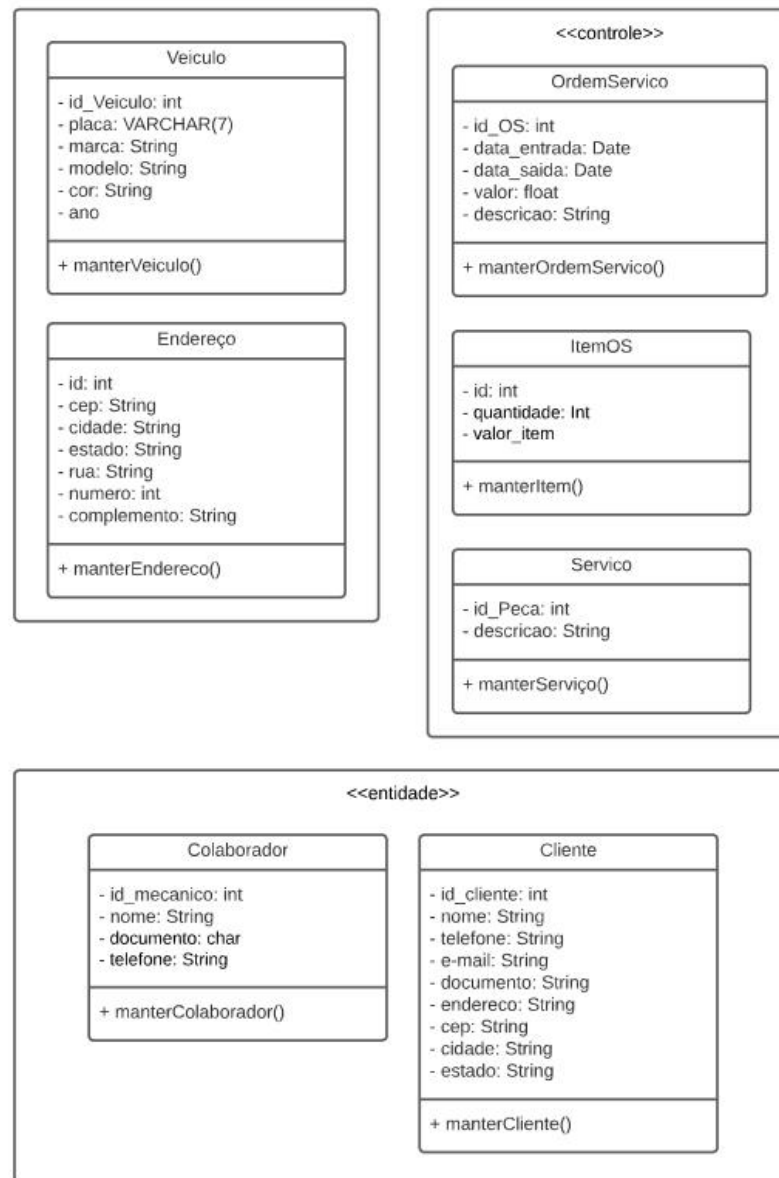 Veiculo
- id_Veiculo: int
- placa: VARCHAR(7)
- marca: String
- modelo: String
- cor: String
- ano
+ manterVeiculo()
Endereço
- id: int
- cep: String
- cidade: String
- estado: String
- rua: String
- numero: int
- complemento: String
+ manterEndereco()
<<controle>>
OrdemServico
- id_OS: int
- data_entrada: Date
- data_saida: Date
- valor: float
- descricao: String
+ manterOrdemServico()
ItemOS
- id: int
- quantidade: Int
- valor_item
+ manterItem()
Servico
- id_Peca: int
- descricao: String
+ manterServiço()
<<entidade>>
Colaborador
- id_mecanico: int
- nome: String
- documento: char
- telefone: String
+ manterColaborador()
Cliente
- id_cliente: int
- nome: String
- telefone: String
- e-mail: String
- documento: String
- endereco: String
- cep: String
- cidade: String
- estado: String
+ manterCliente()